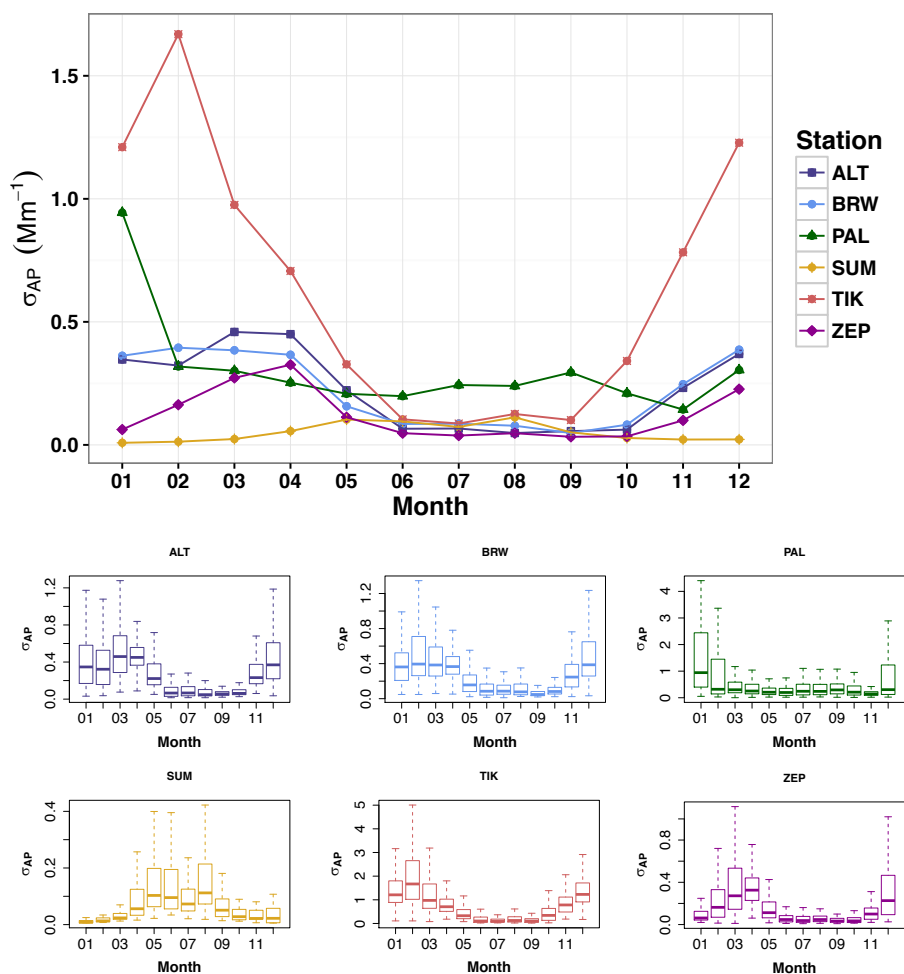 σAP (Mm⁻¹)
1.5
1.0
0.5
0.0
01 02 03 04 05 06 07 08 09 10 11 12
Month
Station
ALT
BRW
PAL
SUM
TIK
ZEP
ALT
σAP
0.0 0.4 0.8 1.2
01 03 05 07 09 11
Month
BRW
σAP
0.0 0.4 0.8 1.2
01 03 05 07 09 11
Month
PAL
σAP
0 1 2 3 4
01 03 05 07 09 11
Month
SUM
σAP
0.0 0.2 0.4
01 03 05 07 09 11
Month
TIK
σAP
0 1 2 3 4 5
01 03 05 07 09 11
Month
ZEP
σAP
0.0 0.4 0.8
01 03 05 07 09 11
Month